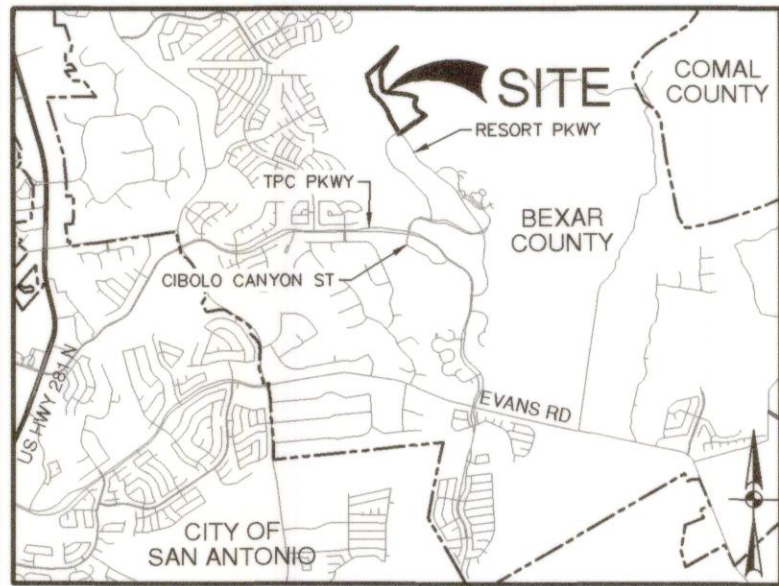 SITE
COMAL
COUNTY
RESORT PKWY
TPC PKWY
BEXAR
COUNTY
CIBOLO CANYON ST
US HWY 281 N
EVANS RD
CITY OF
SAN ANTONIO